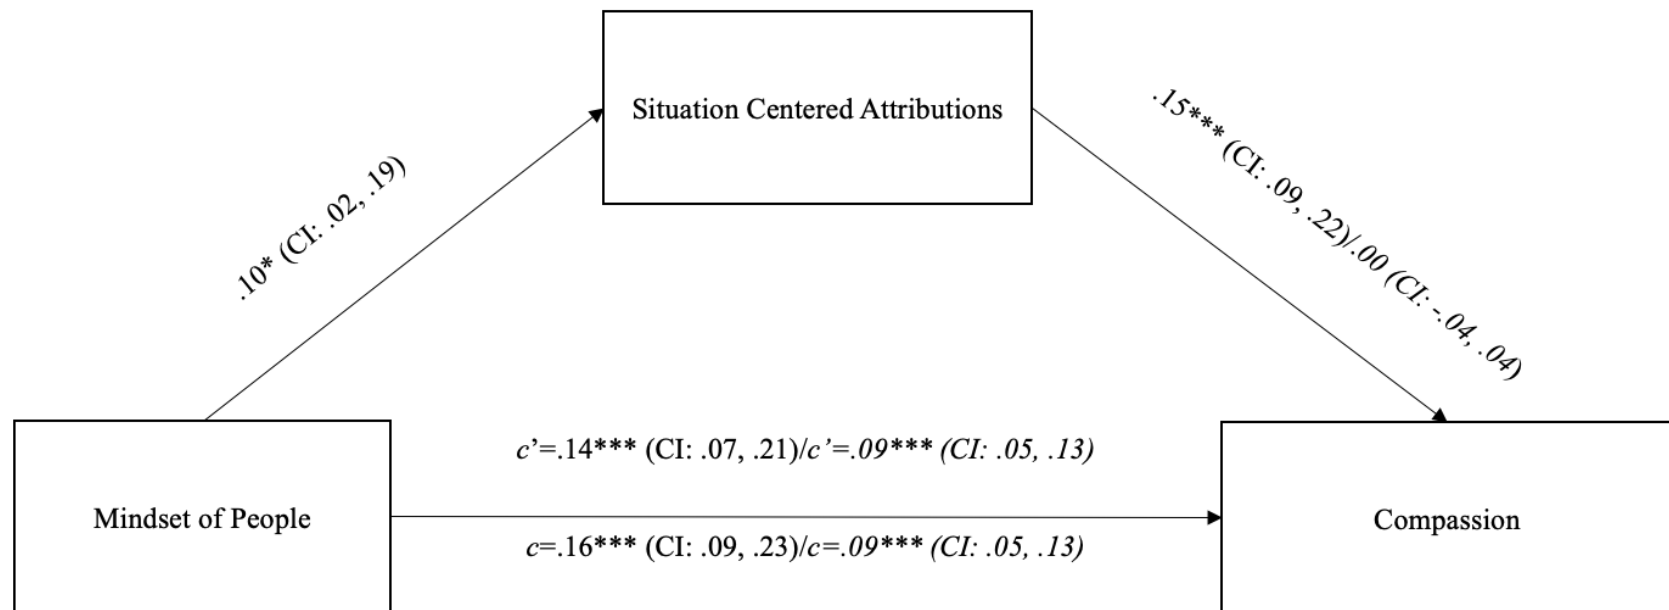 Situation Centered Attributions
.10* (CI: .02, .19)
.15*** (CI: .09, .22)/.00 (CI: -.04, .04)
c’=.14*** (CI: .07, .21)/c’=.09*** (CI: .05, .13)
Mindset of People
Compassion
c=.16*** (CI: .09, .23)/c=.09*** (CI: .05, .13)